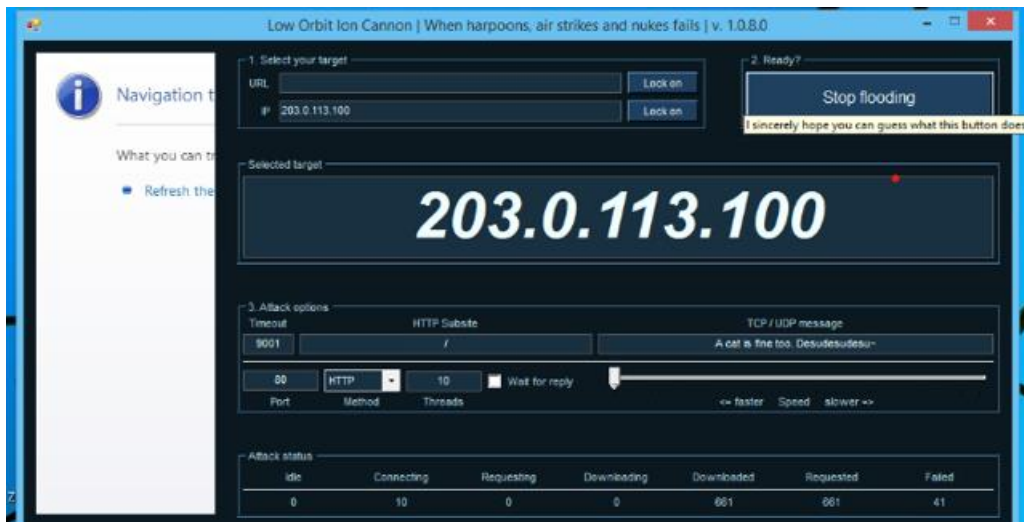 Low Orbit Ion Cannon | When harpoons, air strikes and nukes fails | v. 1.0.8.0
Navigation t
What you can tr
Refresh the
1. Select your target
URL Lock on
IP 203.0.113.100 Lock on
2. Ready?
Stop flooding
I sincerely hope you can guess what this button does
Selected target
203.0.113.100
3. Attack options
Timeout HTTP Subsite TCP / UDP message
9001 / A cat is fine too. Desudesudesu~
80 HTTP 10 Wait for reply
Port Method Threads <= faster Speed slower =>
Attack status
Idle Connecting Requesting Downloading Downloaded Requested Failed
0 10 0 0 661 661 41
Z